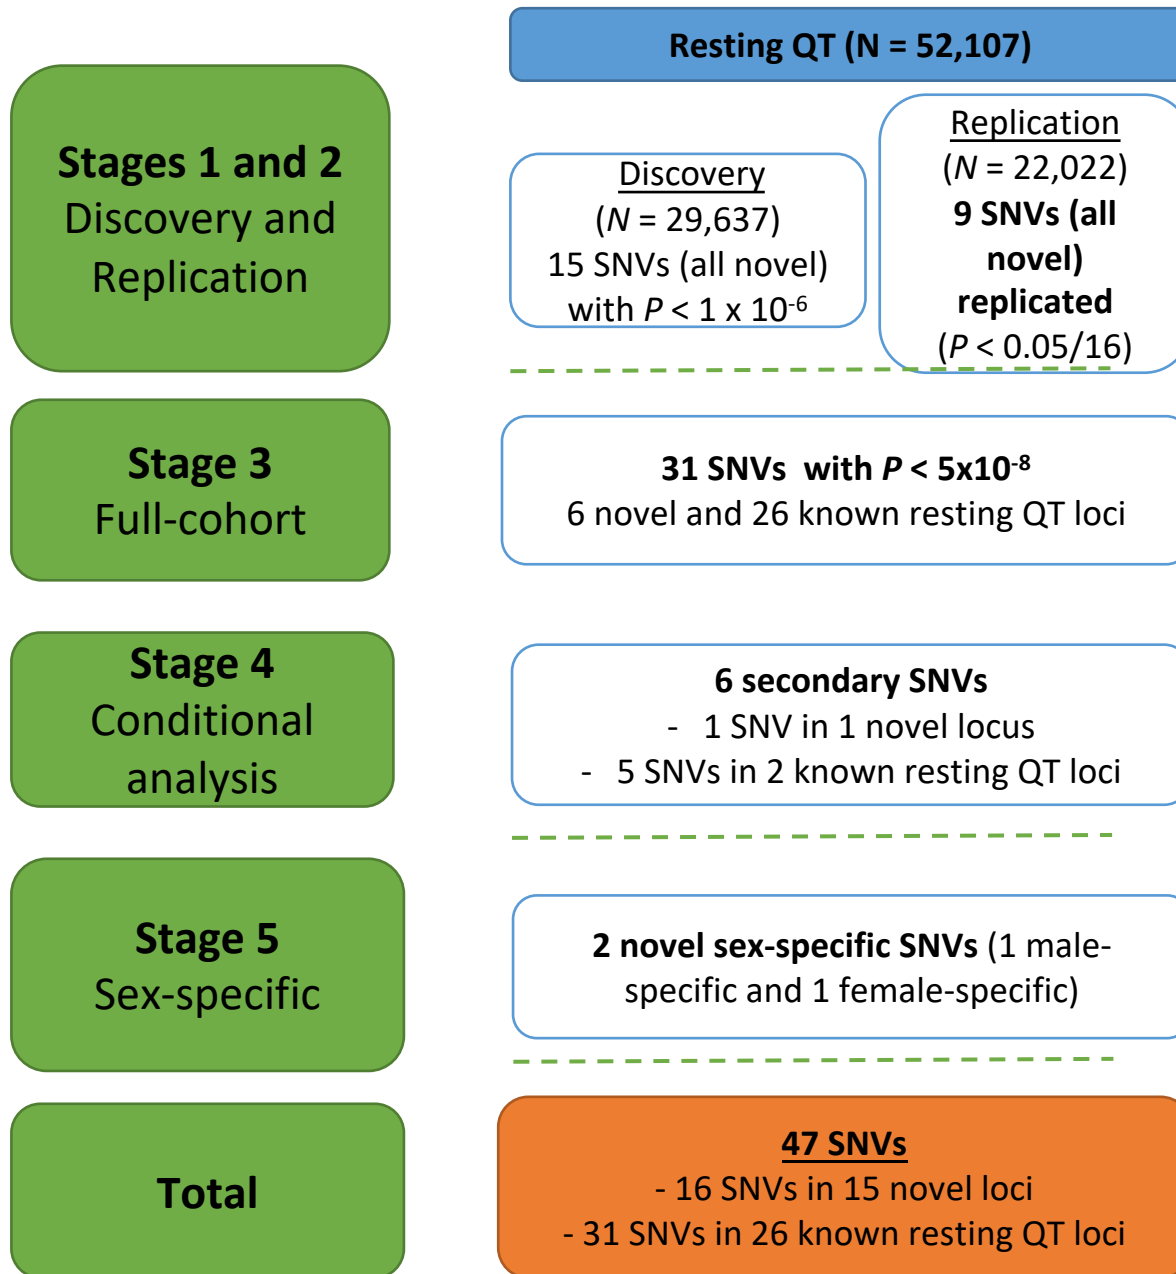 Resting QT (N = 52,107)
Stages 1 and 2
Discovery and
Replication
Discovery
(N = 29,637)
15 SNVs (all novel)
with P < 1 x 10⁻⁶
Replication
(N = 22,022)
9 SNVs (all
novel)
replicated
(P < 0.05/16)
Stage 3
Full-cohort
31 SNVs with P < 5x10⁻⁸
6 novel and 26 known resting QT loci
Stage 4
Conditional
analysis
6 secondary SNVs
- 1 SNV in 1 novel locus
- 5 SNVs in 2 known resting QT loci
Stage 5
Sex-specific
2 novel sex-specific SNVs (1 male-
specific and 1 female-specific)
Total
47 SNVs
- 16 SNVs in 15 novel loci
- 31 SNVs in 26 known resting QT loci